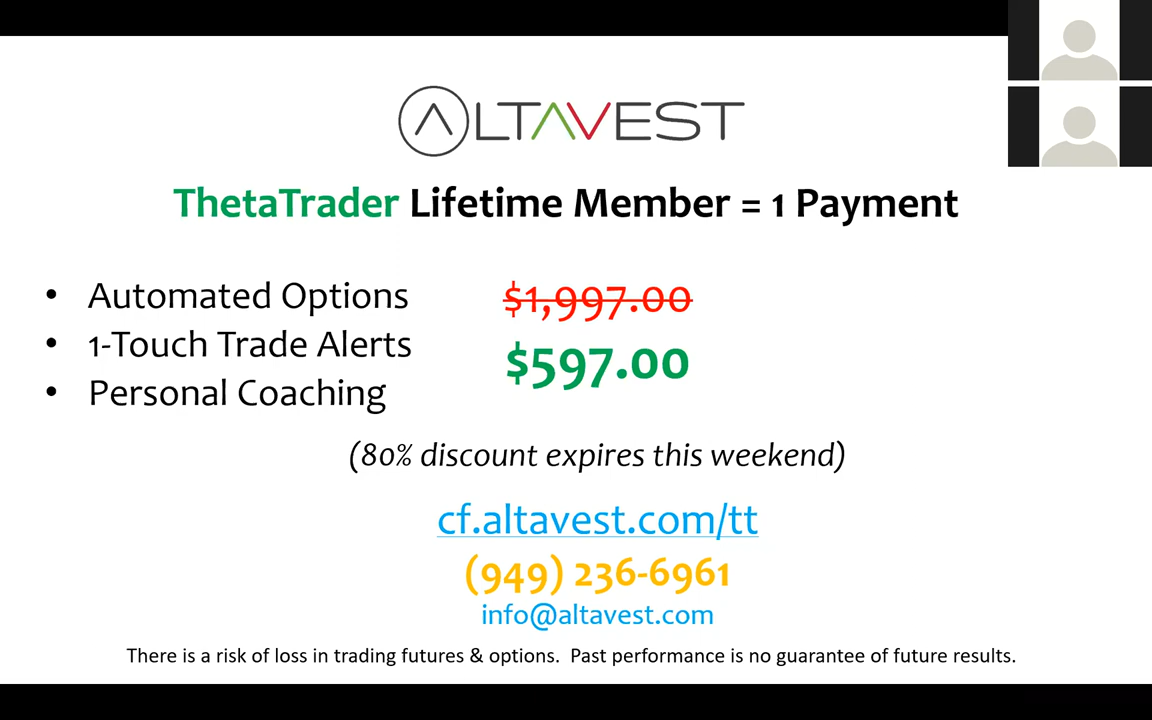 ALTAVEST
ThetaTrader Lifetime Member = 1 Payment
• Automated Options
• 1-Touch Trade Alerts
• Personal Coaching
$1,997.00
$597.00
(80% discount expires this weekend)
cf.altavest.com/tt
(949) 236-6961
info@altavest.com
There is a risk of loss in trading futures & options.  Past performance is no guarantee of future results.